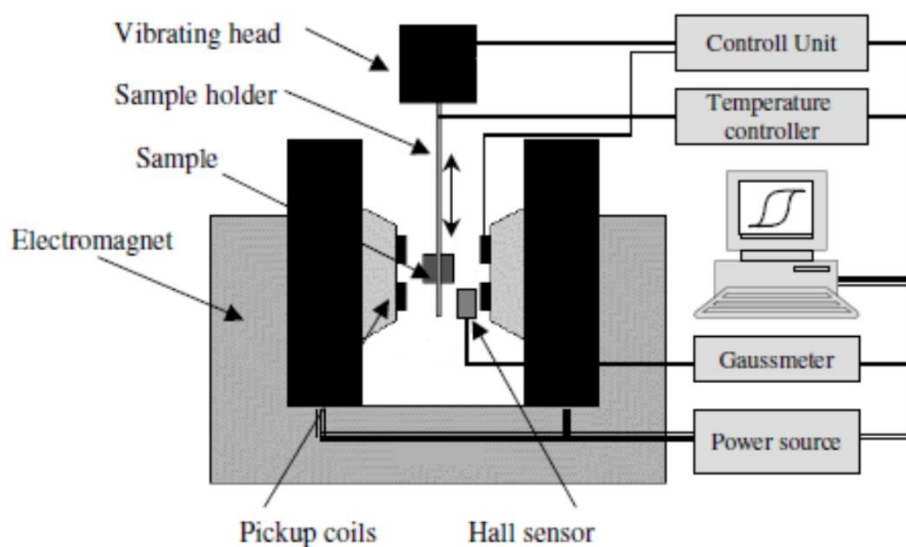 Vibrating head
Controll Unit
Sample holder
Temperature
controller
Sample
Electromagnet
Gaussmeter
Power source
Pickup coils
Hall sensor